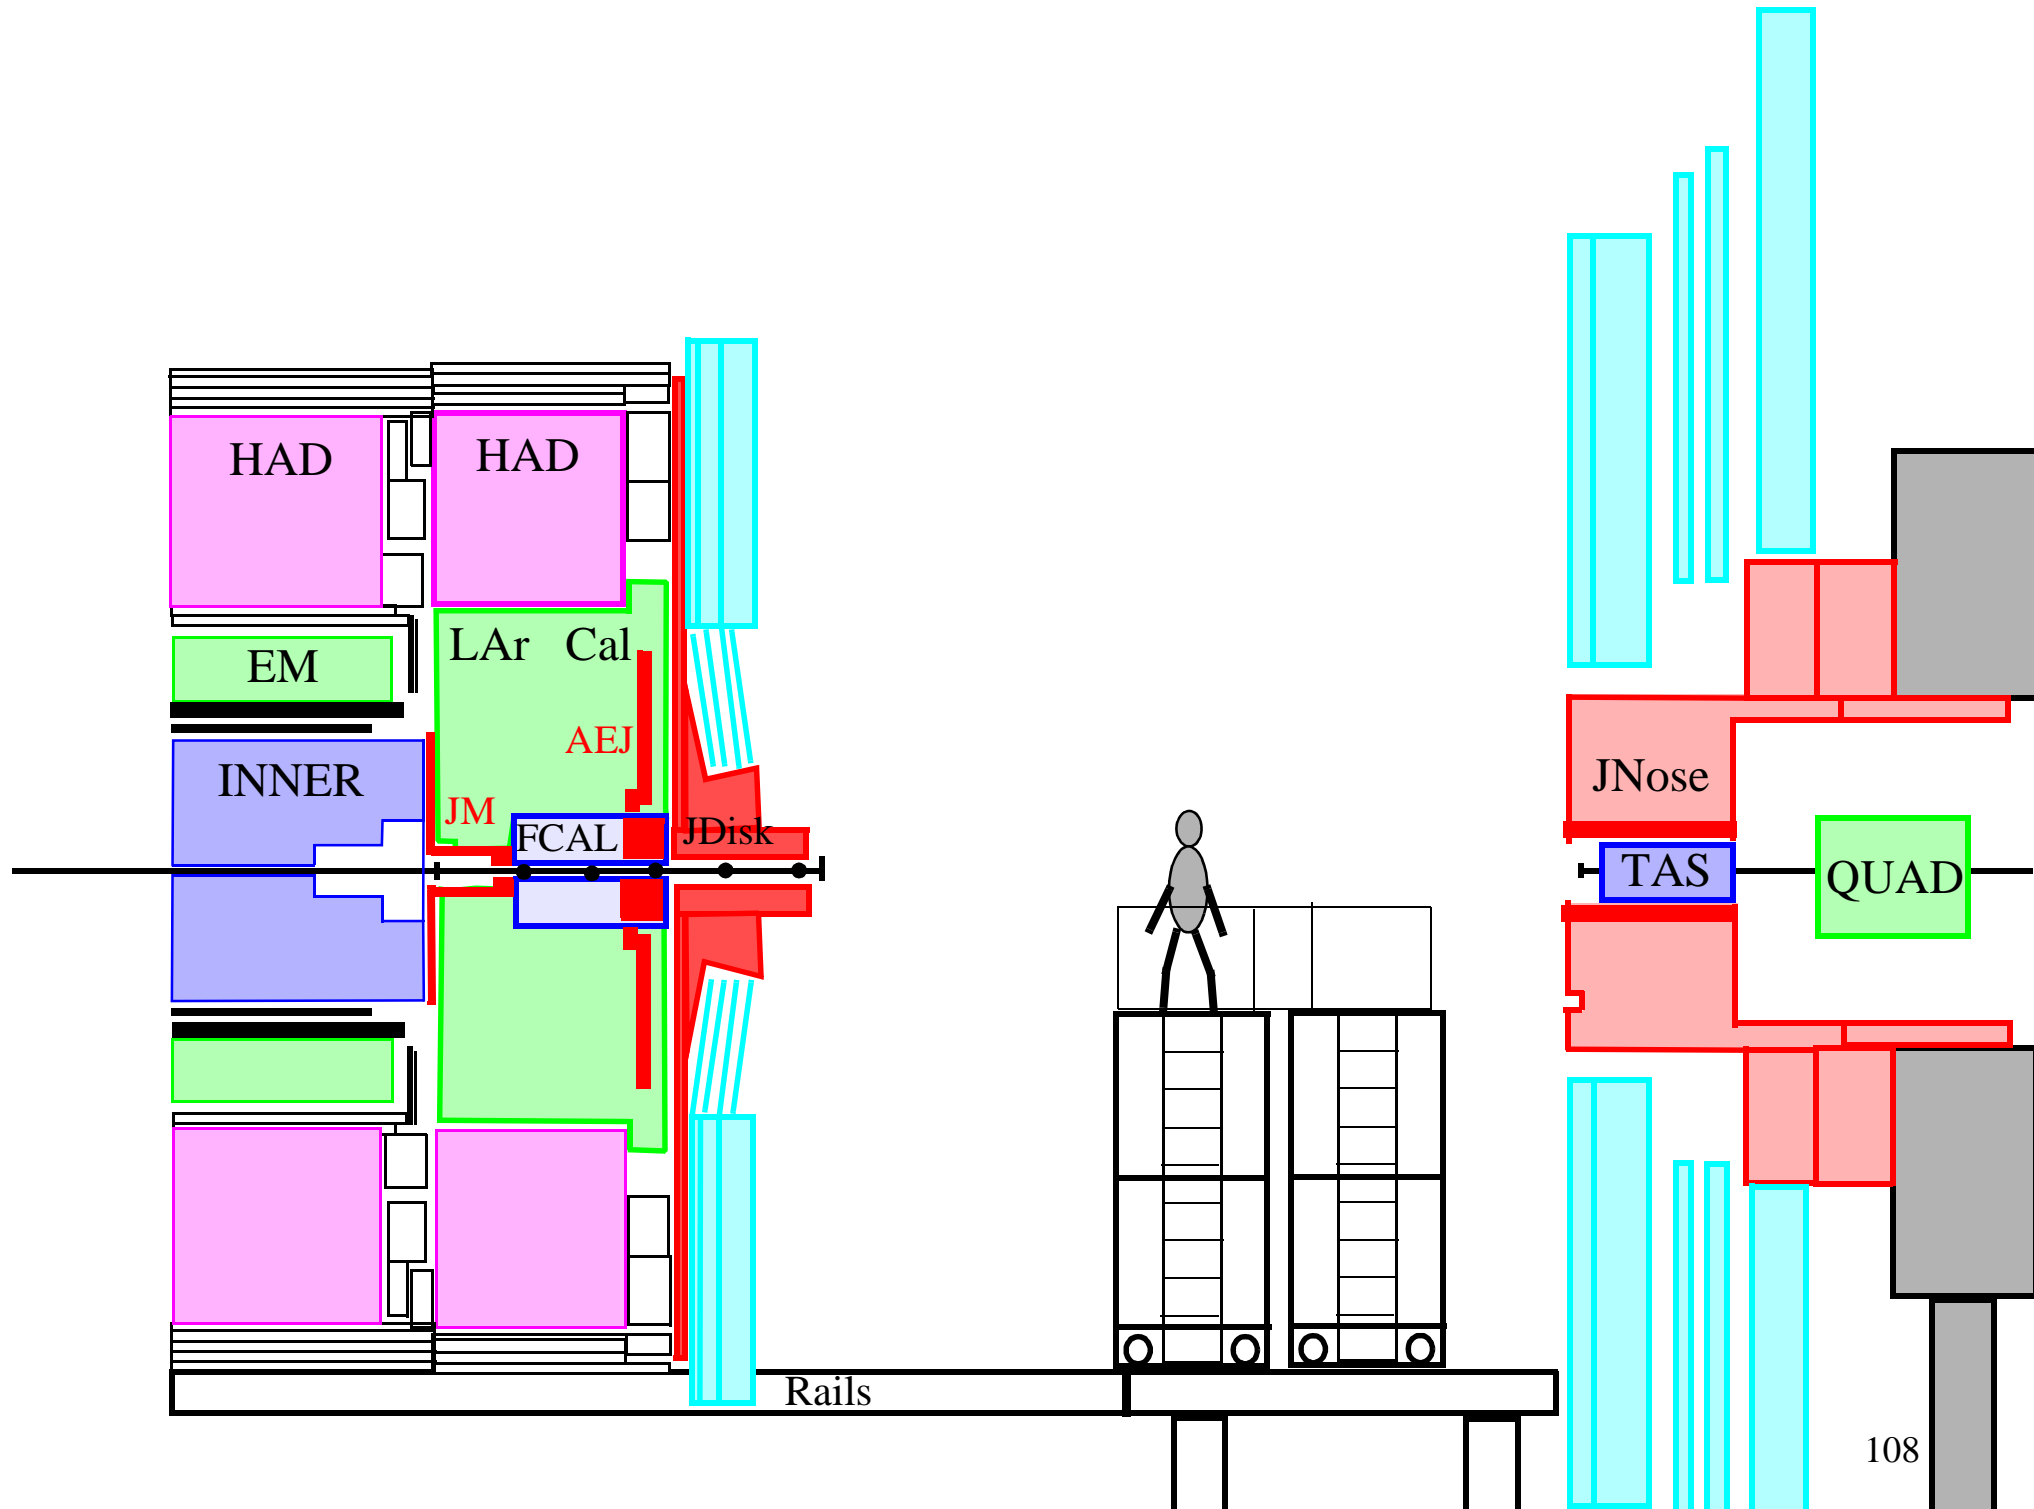 HAD
HAD
LAr Cal
EM
AEJ
INNER
JM
FCAL
JDisk
JNose
TAS
QUAD
Rails
108